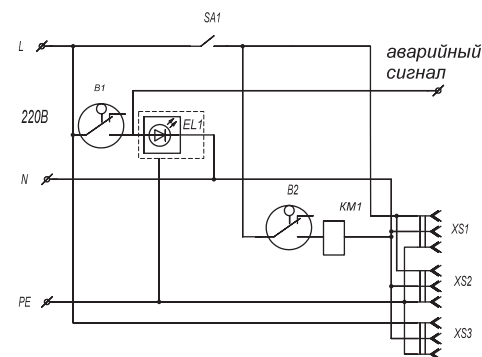 SA1
L
аварийный
сигнал
B1
220В
EL1
N
B2
KM1
XS1
XS2
PE
XS3